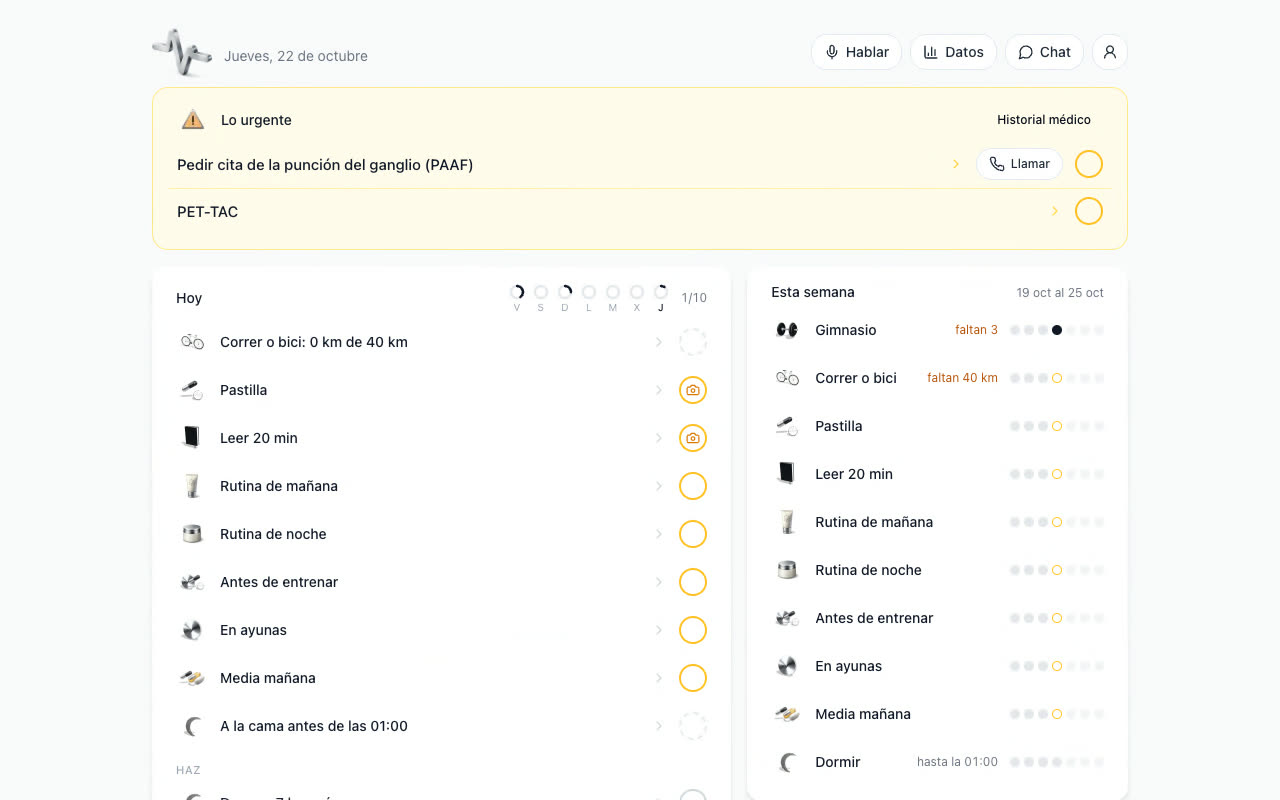 Jueves, 22 de octubre
Hablar
Datos
Chat
Lo urgente
Historial médico
Pedir cita de la punción del ganglio (PAAF)
Llamar
PET-TAC
Hoy
V S D L M X J
1/10
Correr o bici: 0 km de 40 km
Pastilla
Leer 20 min
Rutina de mañana
Rutina de noche
Antes de entrenar
En ayunas
Media mañana
A la cama antes de las 01:00
HAZ
Esta semana
19 oct al 25 oct
Gimnasio faltan 3
Correr o bici faltan 40 km
Pastilla
Leer 20 min
Rutina de mañana
Rutina de noche
Antes de entrenar
En ayunas
Media mañana
Dormir hasta la 01:00